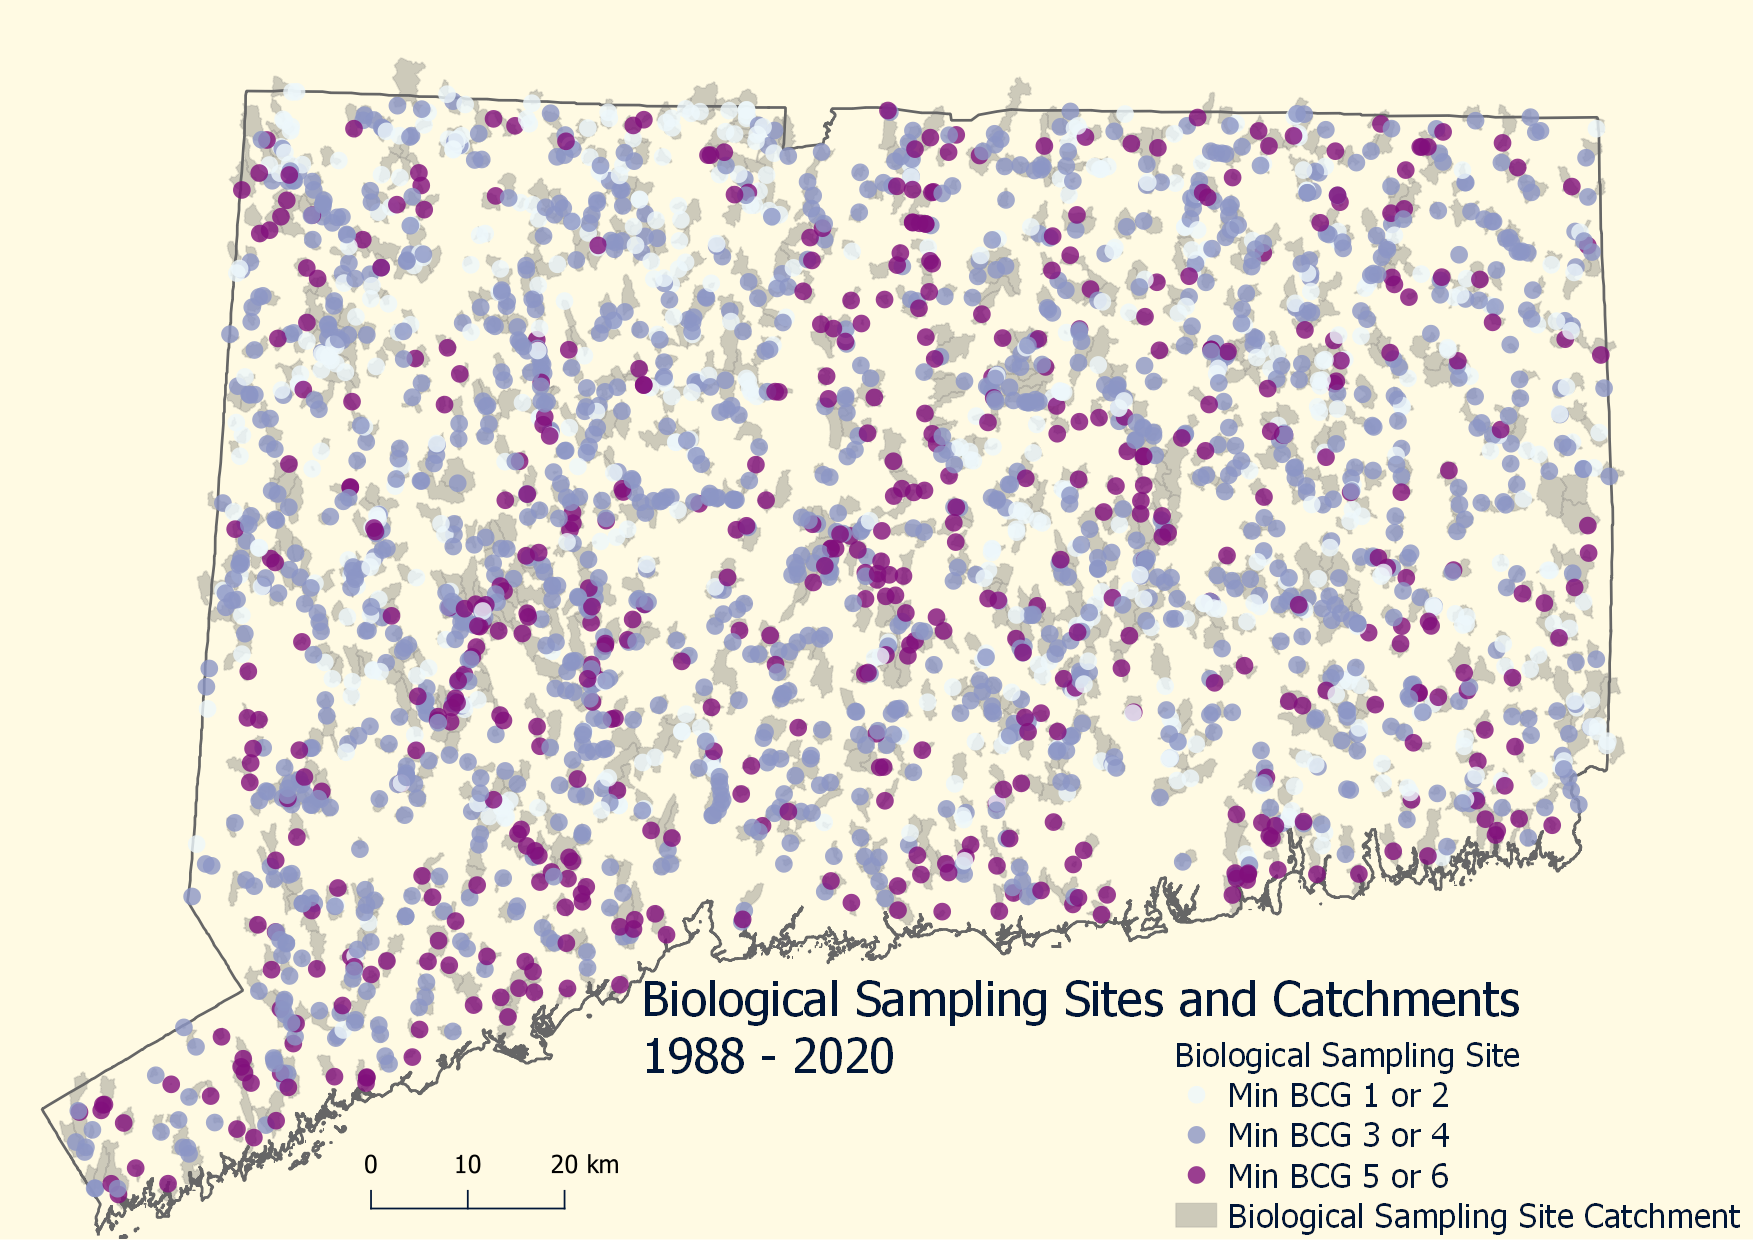 Biological Sampling Sites and Catchments
1988 - 2020
Biological Sampling Site
Min BCG 1 or 2
Min BCG 3 or 4
Min BCG 5 or 6
Biological Sampling Site Catchment
0 10 20 km